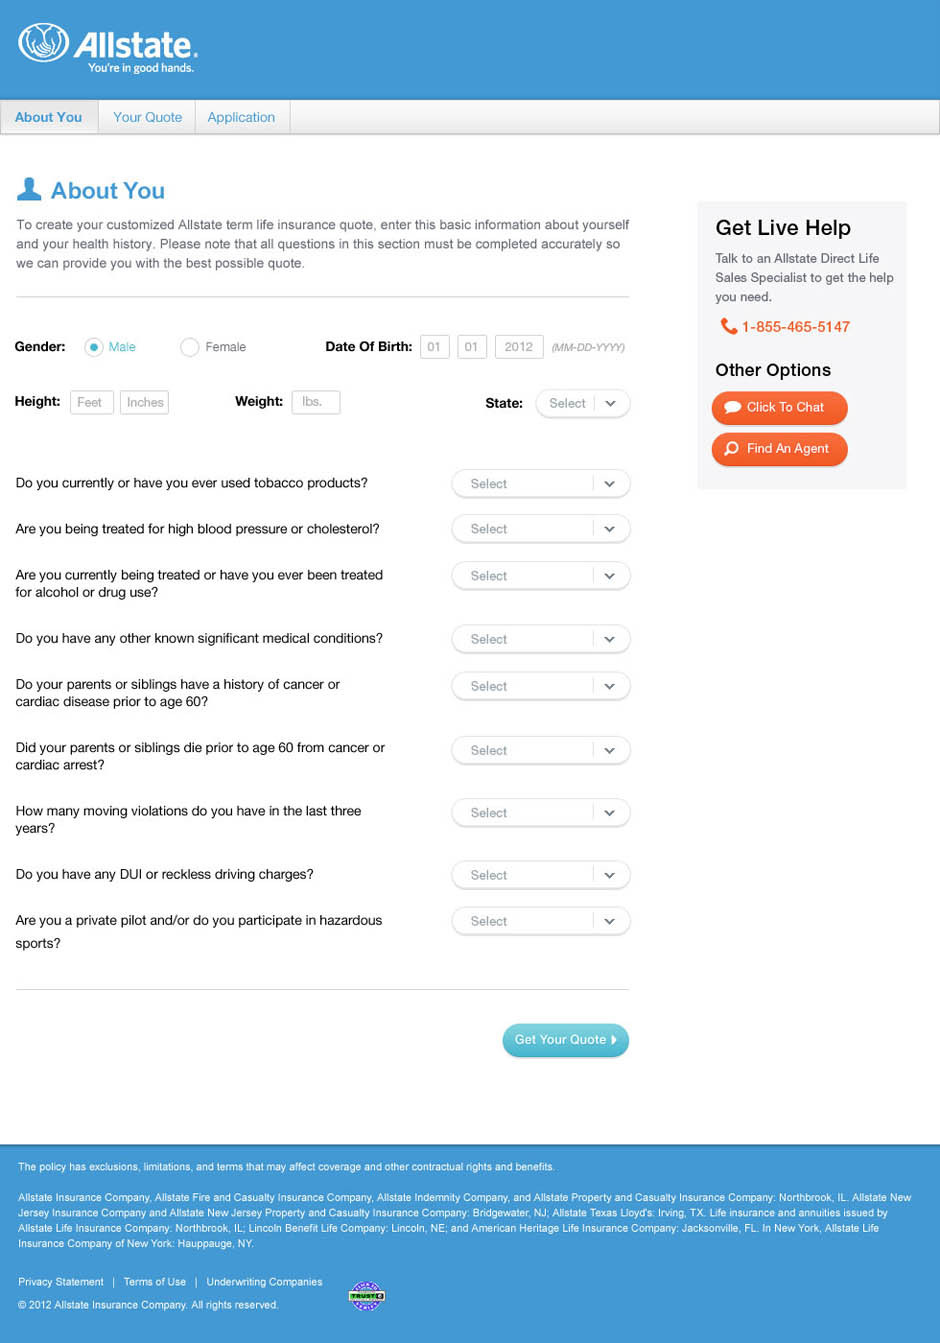 Allstate.
You're in good hands.
About You
Your Quote
Application
About You
To create your customized Allstate term life insurance quote, enter this basic information about yourself
and your health history. Please note that all questions in this section must be completed accurately so
we can provide you with the best possible quote.
Gender: Male Female Date Of Birth: 01 01 2012 (MM-DD-YYYY)
Height: Feet Inches Weight: lbs. State: Select
Do you currently or have you ever used tobacco products? Select
Are you being treated for high blood pressure or cholesterol? Select
Are you currently being treated or have you ever been treated
for alcohol or drug use?
Select
Do you have any other known significant medical conditions? Select
Do your parents or siblings have a history of cancer or
cardiac disease prior to age 60?
Select
Did your parents or siblings die prior to age 60 from cancer or
cardiac arrest?
Select
How many moving violations do you have in the last three
years?
Select
Do you have any DUI or reckless driving charges? Select
Are you a private pilot and/or do you participate in hazardous
sports?
Select
Get Your Quote
Get Live Help
Talk to an Allstate Direct Life
Sales Specialist to get the help
you need.
1-855-465-5147
Other Options
Click To Chat
Find An Agent
The policy has exclusions, limitations, and terms that may affect coverage and other contractual rights and benefits.
Allstate Insurance Company, Allstate Fire and Casualty Insurance Company, Allstate Indemnity Company, and Allstate Property and Casualty Insurance Company: Northbrook, IL. Allstate New
Jersey Insurance Company and Allstate New Jersey Property and Casualty Insurance Company: Bridgewater, NJ; Allstate Texas Lloyd's: Irving, TX. Life insurance and annuities issued by
Allstate Life Insurance Company: Northbrook, IL; Lincoln Benefit Life Company: Lincoln, NE; and American Heritage Life Insurance Company: Jacksonville, FL. In New York, Allstate Life
Insurance Company of New York: Hauppauge, NY.
Privacy Statement | Terms of Use | Underwriting Companies
© 2012 Allstate Insurance Company. All rights reserved.
TRUSTe